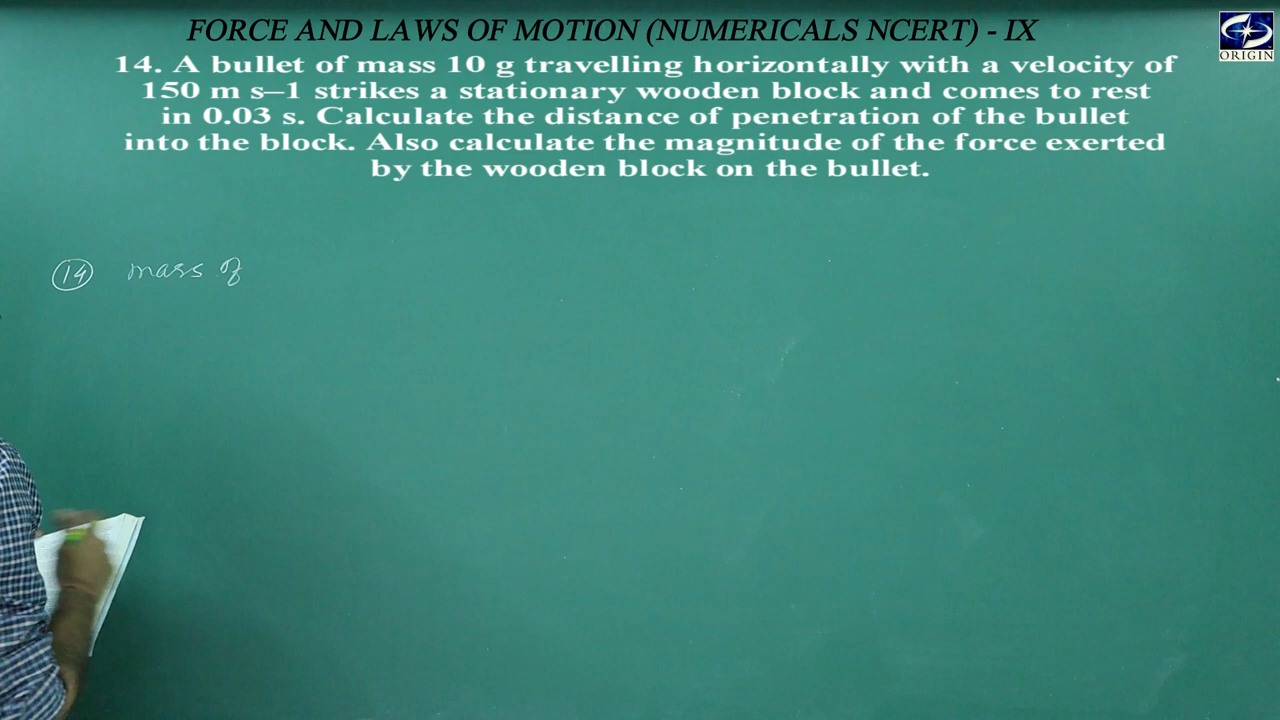 FORCE AND LAWS OF MOTION (NUMERICALS NCERT) - IX
ORIGIN
14. A bullet of mass 10 g travelling horizontally with a velocity of
150 m s–1 strikes a stationary wooden block and comes to rest
in 0.03 s. Calculate the distance of penetration of the bullet
into the block. Also calculate the magnitude of the force exerted
by the wooden block on the bullet.
14 mass of